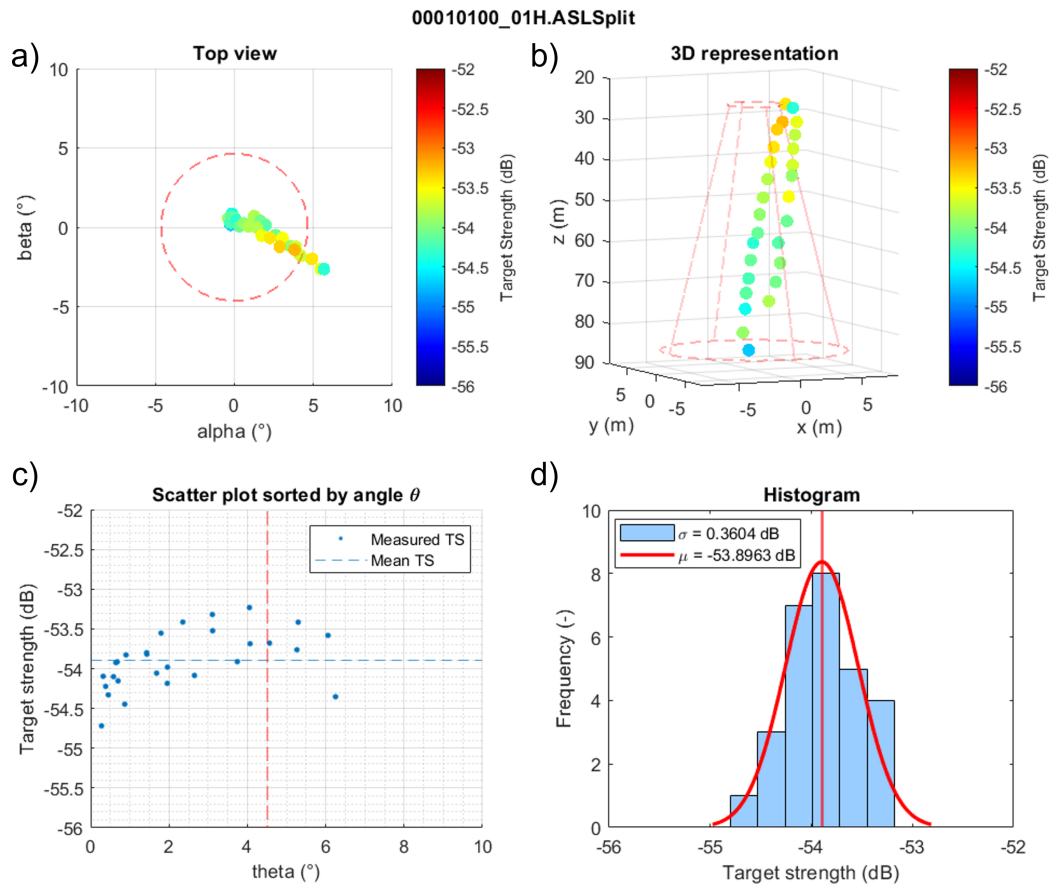 00010100_01H.ASLSplit
a)
Top view
10
5
0
-5
-10
-10
-5
0
5
10
beta (°)
alpha (°)
-52
-52.5
-53
-53.5
-54
-54.5
-55
-55.5
-56
Target Strength (dB)
b)
3D representation
20
30
40
50
60
70
80
90
z (m)
5
0
-5
y (m)
-5
0
5
x (m)
-52
-52.5
-53
-53.5
-54
-54.5
-55
-55.5
-56
Target Strength (dB)
c)
Scatter plot sorted by angle θ
-52
-52.5
-53
-53.5
-54
-54.5
-55
-55.5
-56
Target strength (dB)
Measured TS
Mean TS
0
2
4
6
8
10
theta (°)
d)
Histogram
10
8
6
4
2
0
Frequency (-)
σ = 0.3604 dB
μ = -53.8963 dB
-56
-55
-54
-53
-52
Target strength (dB)